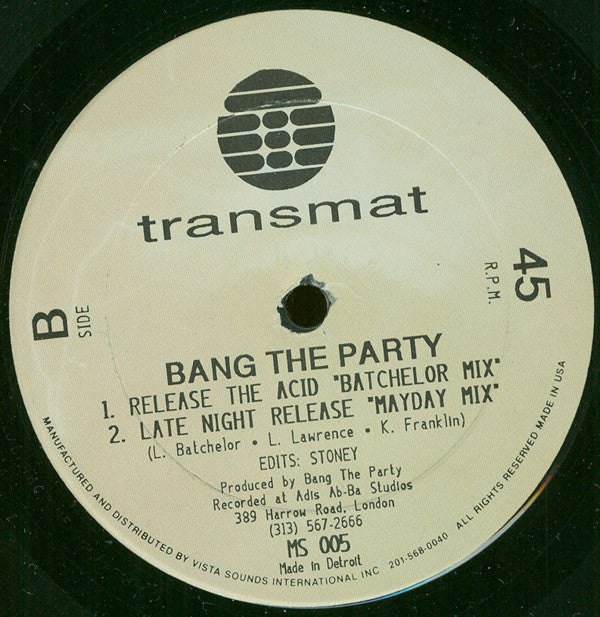 transmat
B
SIDE
45
R.P.M.
BANG THE PARTY
1. RELEASE THE ACID "BATCHELOR MIX"
2. LATE NIGHT RELEASE "MAYDAY MIX"
(L. Batchelor • L. Lawrence • K. Franklin)
EDITS: STONEY
Produced by Bang The Party
Recorded at Adis Ab-Ba Studios
389 Harrow Road, London
(313) 567-2666
MS 005
Made in Detroit
MANUFACTURED AND DISTRIBUTED BY VISTA SOUNDS INTERNATIONAL INC 201-568-0040 ALL RIGHTS RESERVED MADE IN USA